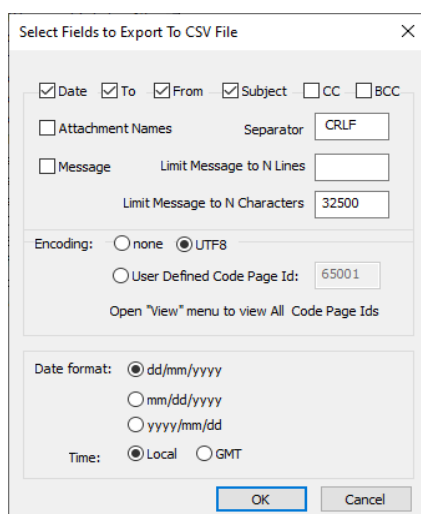 Select Fields to Export To CSV File
Date To From Subject CC BCC
Attachment Names Separator CRLF
Message Limit Message to N Lines
Limit Message to N Characters 32500
Encoding: none UTF8
User Defined Code Page Id: 65001
Open "View" menu to view All Code Page Ids
Date format: dd/mm/yyyy
mm/dd/yyyy
yyyy/mm/dd
Time: Local GMT
OK Cancel